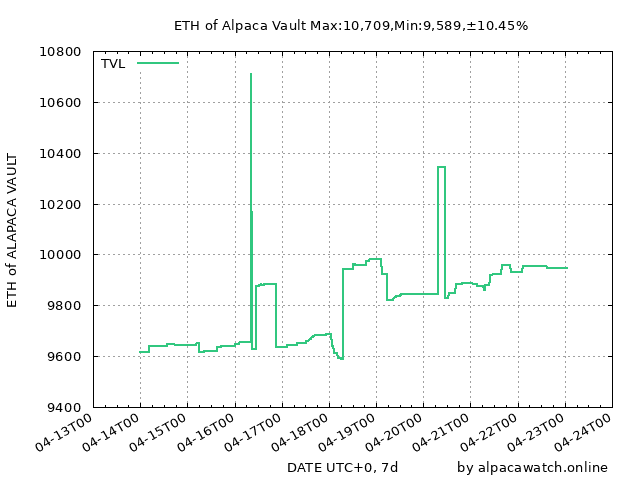 ETH of Alpaca Vault Max:10,709,Min:9,589,±10.45%
TVL
ETH of ALAPACA VAULT
10800
10600
10400
10200
10000
9800
9600
9400
04-13T00
04-14T00
04-15T00
04-16T00
04-17T00
04-18T00
04-19T00
04-20T00
04-21T00
04-22T00
04-23T00
04-24T00
DATE UTC+0, 7d
by alpacawatch.online